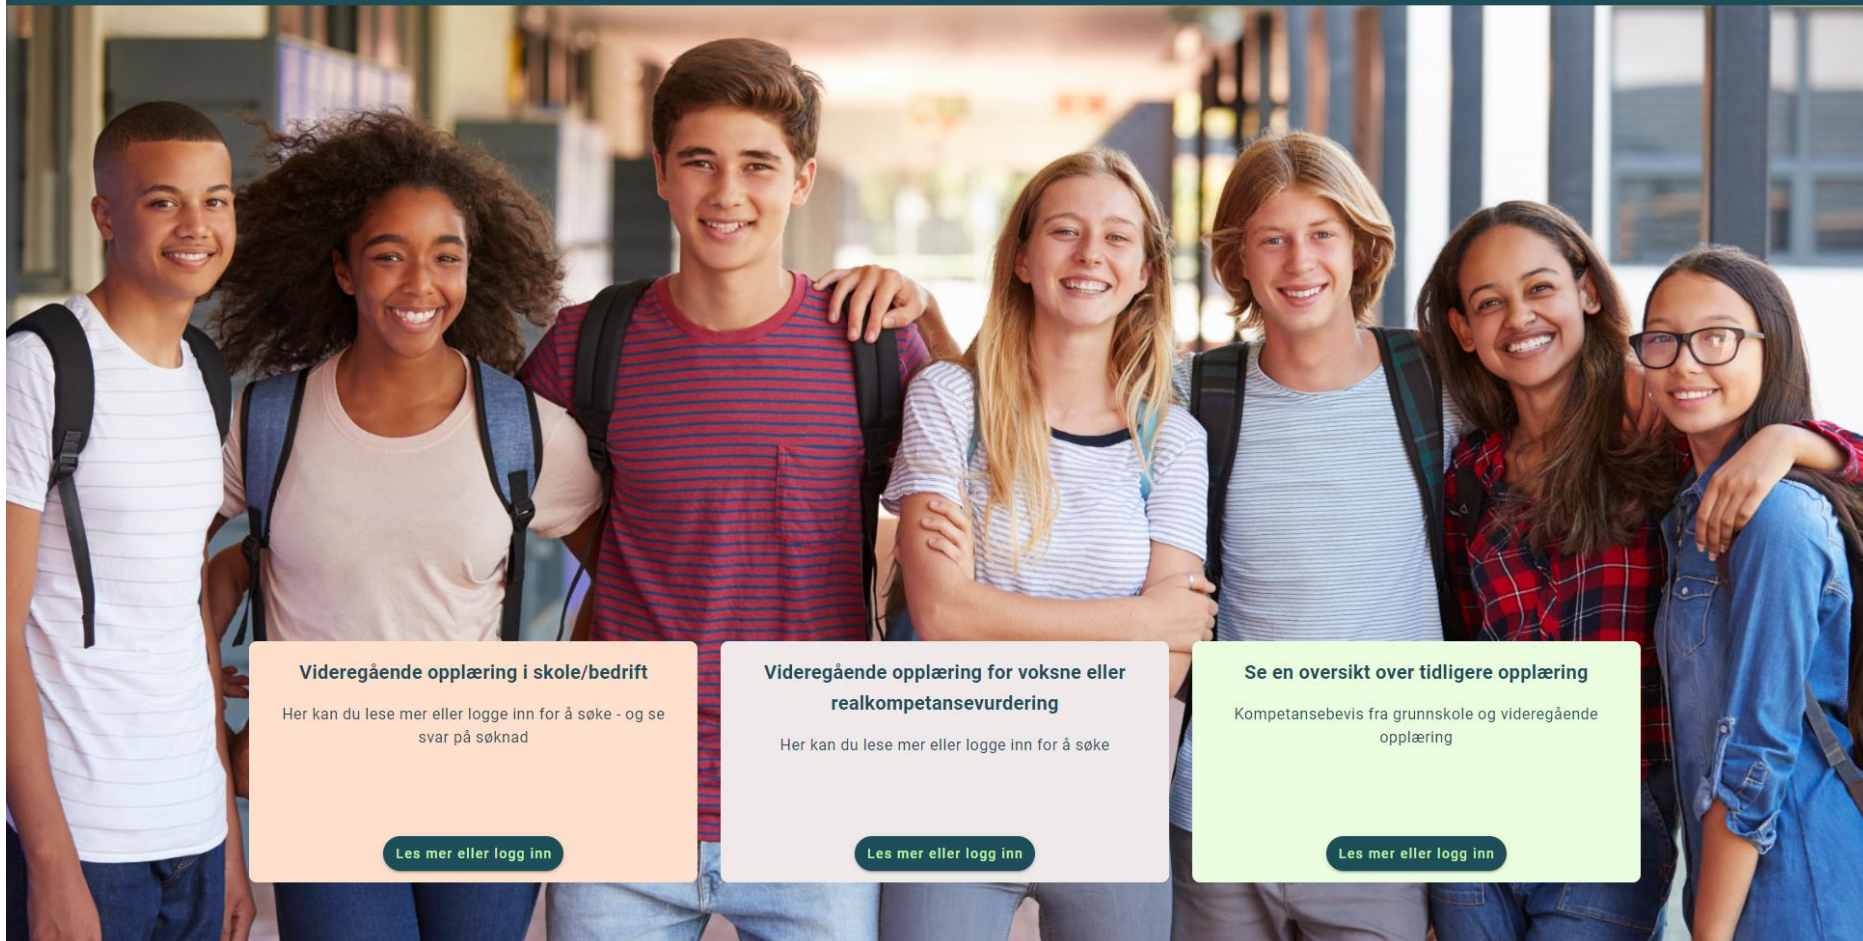 Videregående opplæring i skole/bedrift
Her kan du lese mer eller logge inn for å søke - og se
svar på søknad
Les mer eller logg inn
Videregående opplæring for voksne eller
realkompetansevurdering
Her kan du lese mer eller logge inn for å søke
Les mer eller logg inn
Se en oversikt over tidligere opplæring
Kompetansebevis fra grunnskole og videregående
opplæring
Les mer eller logg inn